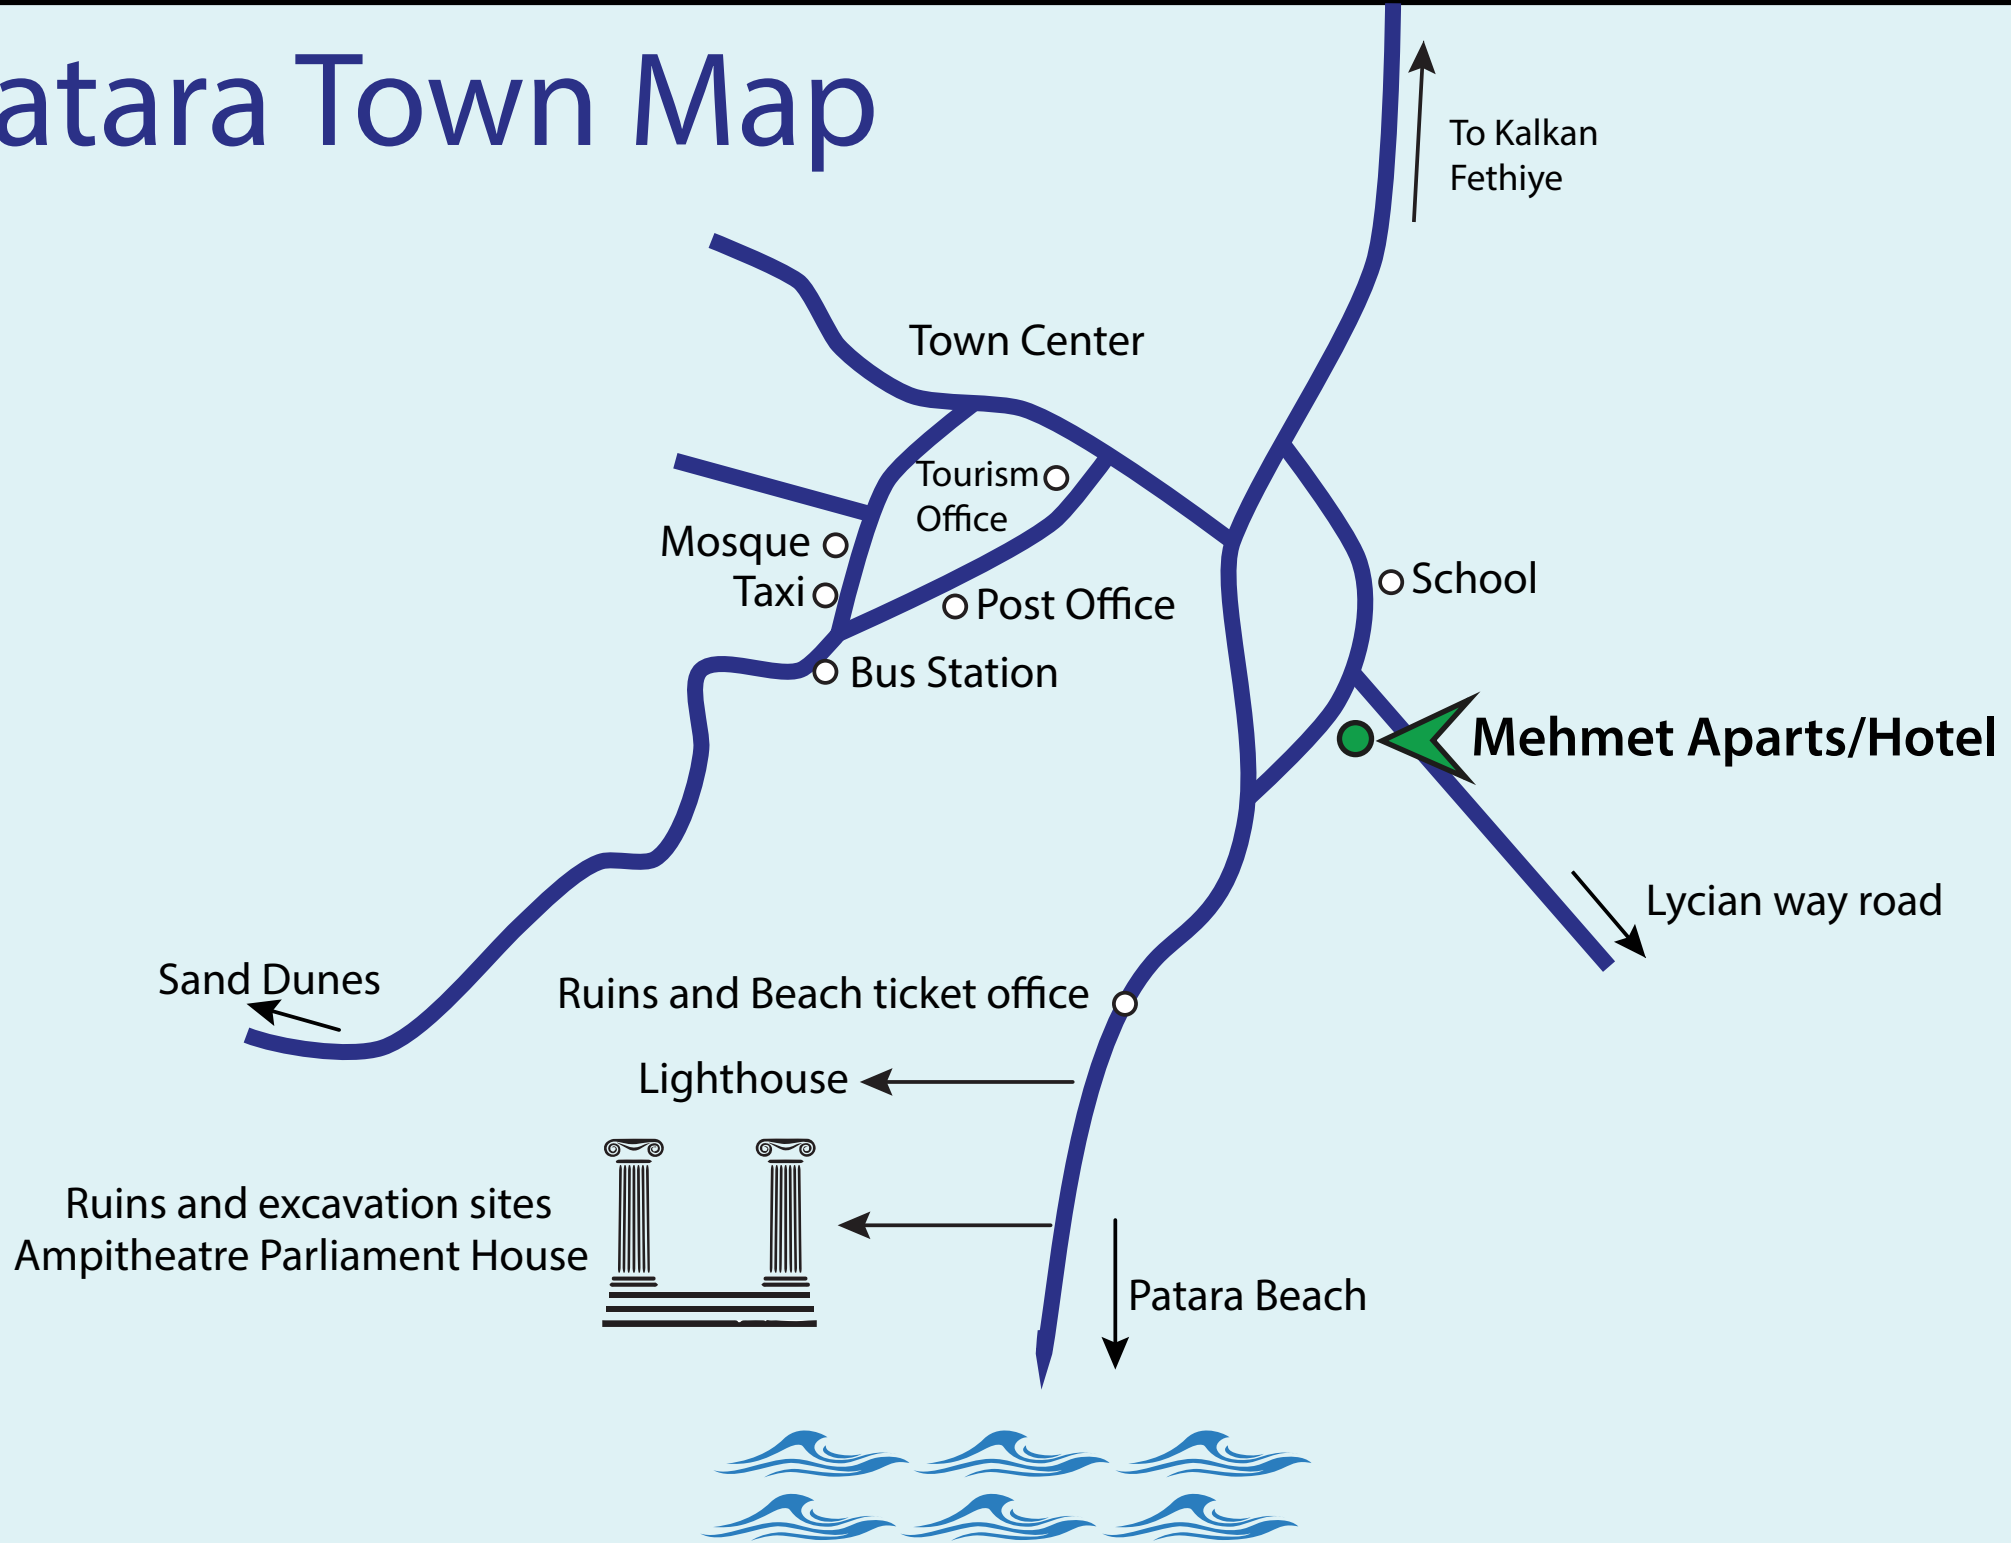 atara Town Map
To Kalkan
Fethiye
Town Center
Tourism
Office
Mosque
Taxi
Post Office
School
Bus Station
Mehmet Aparts/Hotel
Lycian way road
Sand Dunes
Ruins and Beach ticket office
Lighthouse
Ruins and excavation sites
Ampitheatre Parliament House
Patara Beach